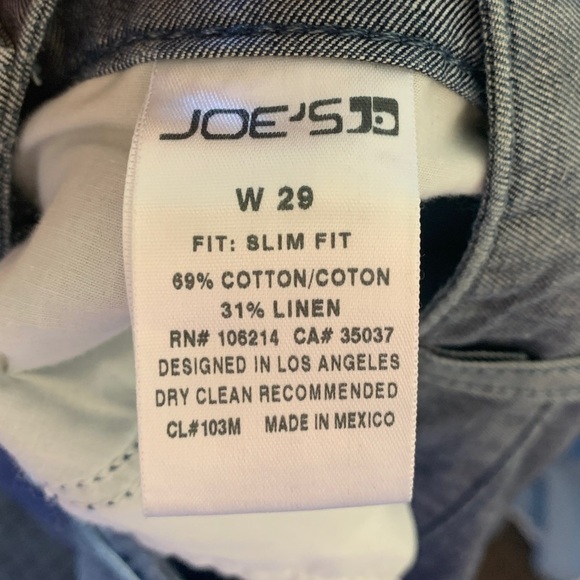 JOE'S
W 29
FIT: SLIM FIT
69% COTTON/COTON
31% LINEN
RN# 106214 CA# 35037
DESIGNED IN LOS ANGELES
DRY CLEAN RECOMMENDED
CL#103M MADE IN MEXICO